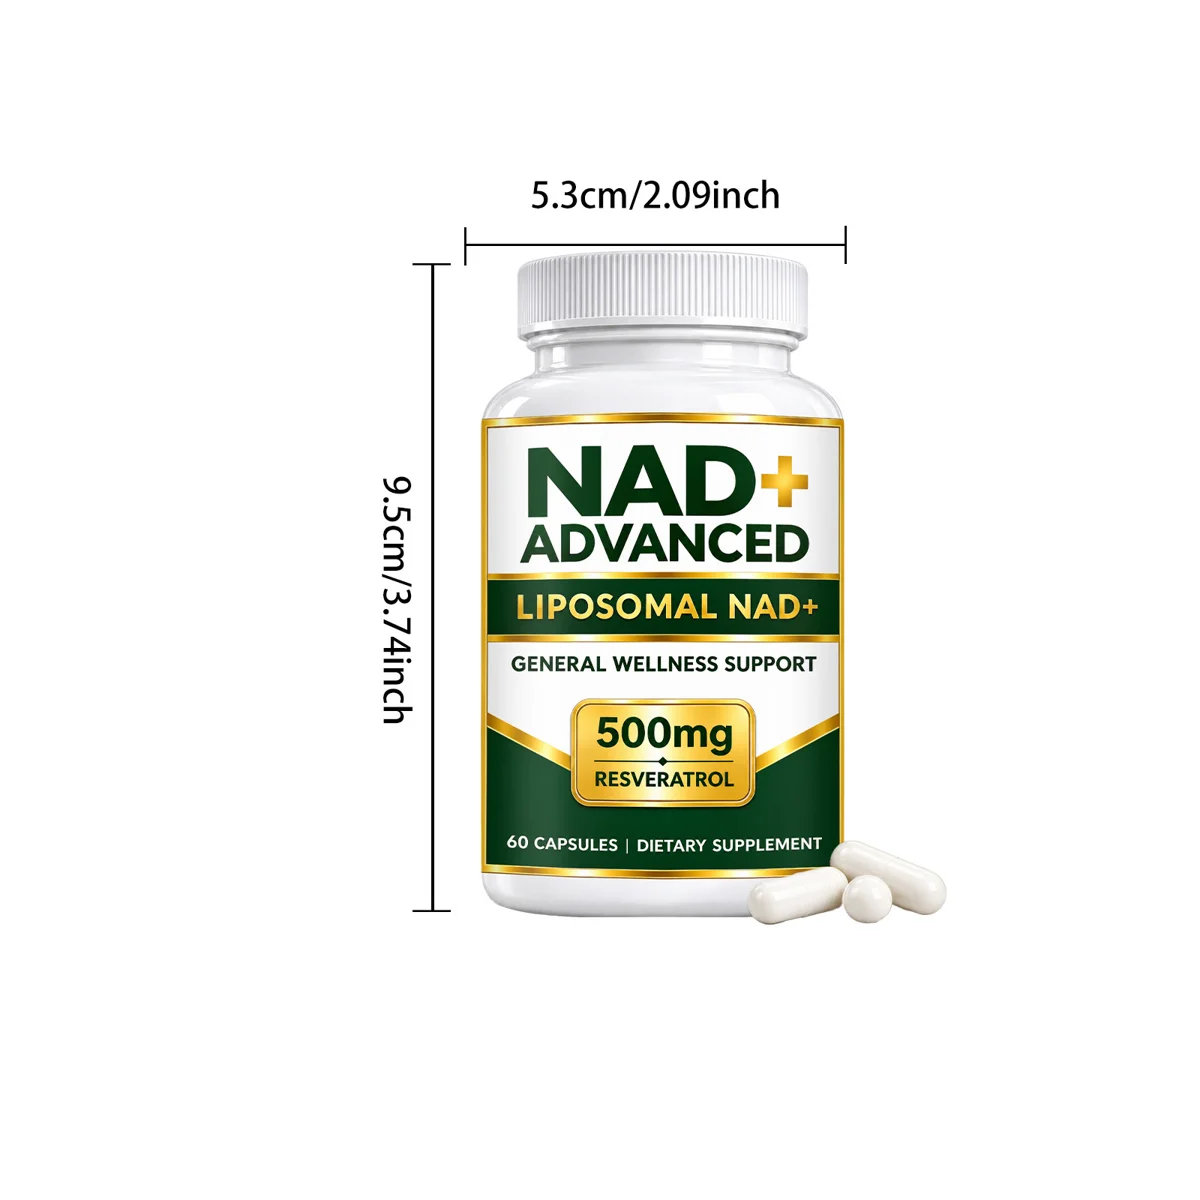 5.3cm/2.09inch
9.5cm/3.74inch
NAD+
ADVANCED
LIPOSOMAL NAD+
GENERAL WELLNESS SUPPORT
500mg
RESVERATROL
60 CAPSULES | DIETARY SUPPLEMENT